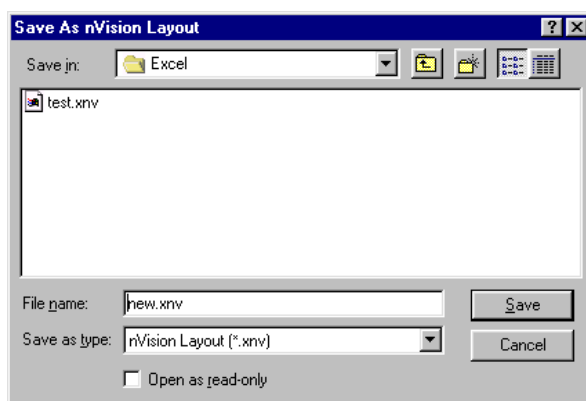 Save As nVision Layout
Save in: Excel
test.xnv
File name: new.xnv
Save
Save as type: nVision Layout (*.xnv)
Cancel
Open as read-only